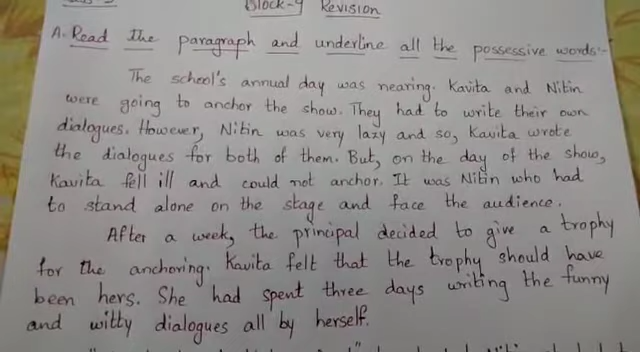 Block-9 Revision
A. Read the paragraph and underline all the possessive words:-
The school's annual day was nearing. Kavita and Nitin
were going to anchor the show. They had to write their own
dialogues. However, Nitin was very lazy and so, Kavita wrote
the dialogues for both of them. But, on the day of the show,
Kavita fell ill and could not anchor. It was Nitin who had
to stand alone on the stage and face the audience.
After a week, the principal decided to give a trophy
for the anchoring. Kavita felt that the trophy should have
been hers. She had spent three days writing the funny
and witty dialogues all by herself.